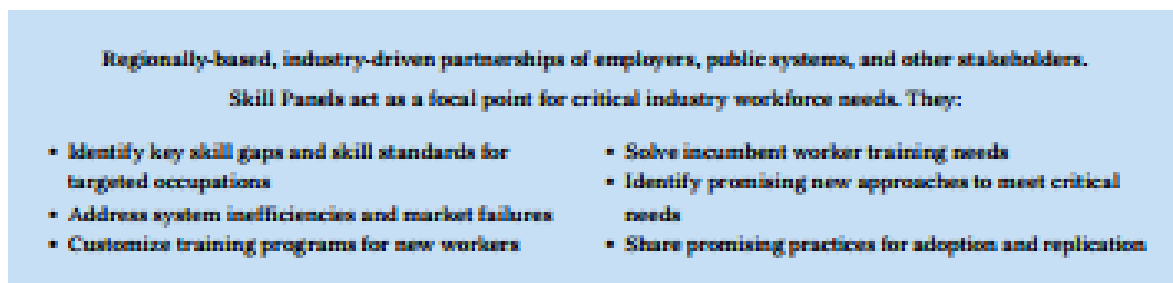 Regionally-based, industry-driven partnerships of employers, public systems, and other stakeholders.
Skill Panels act as a focal point for critical industry workforce needs. They:
• Identify key skill gaps and skill standards for
targeted occupations
• Address system inefficiencies and market failures
• Customize training programs for new workers
• Solve incumbent worker training needs
• Identify promising new approaches to meet critical
needs
• Share promising practices for adoption and replication